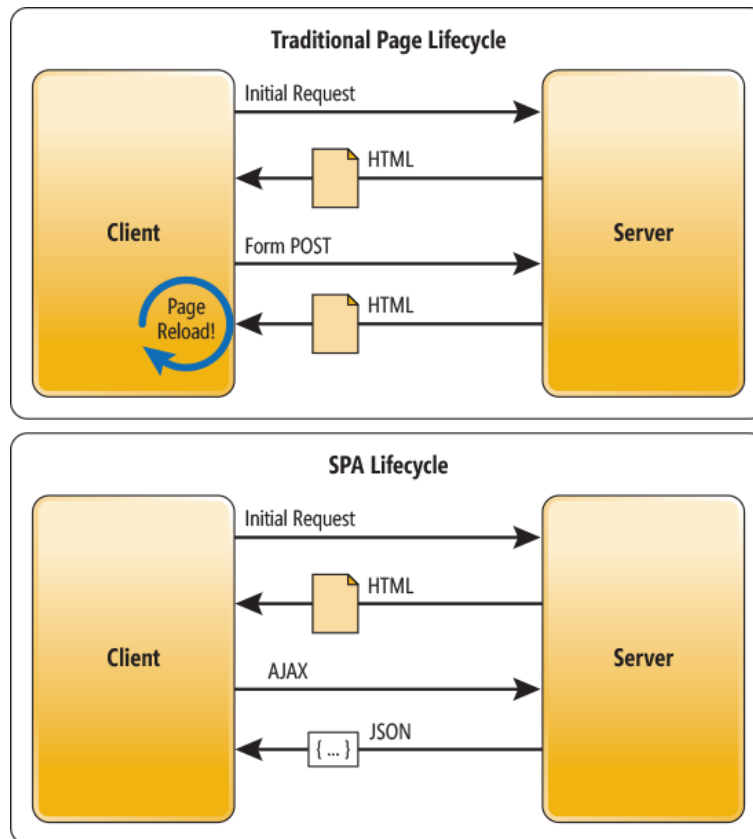 Traditional Page Lifecycle
Initial Request
HTML
Client
Server
Form POST
Page
Reload!
HTML
SPA Lifecycle
Initial Request
HTML
Client
Server
AJAX
JSON
{ ... }